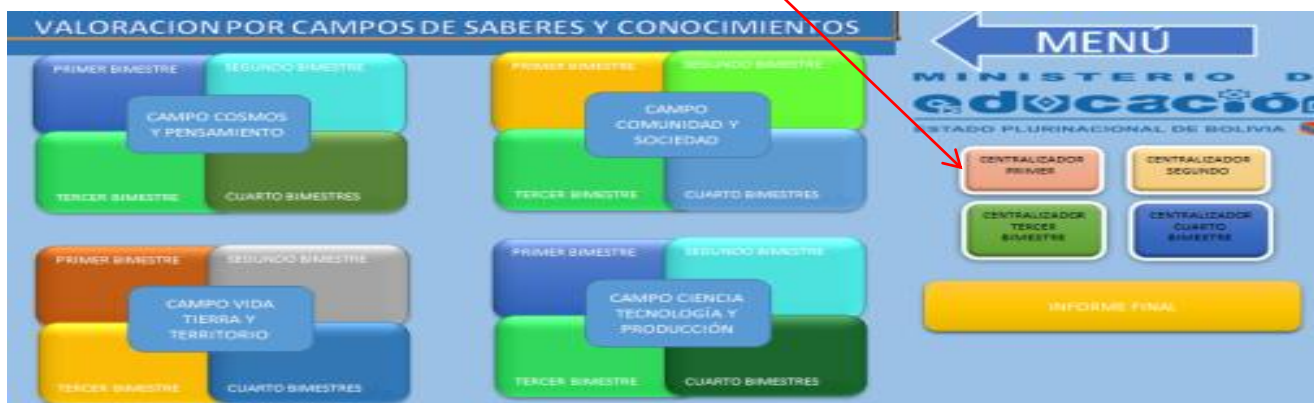 VALORACION POR CAMPOS DE SABERES Y CONOCIMIENTOS
PRIMER BIMESTRE
SEGUNDO BIMESTRE
CAMPO COSMOS
Y PENSAMIENTO
TERCER BIMESTRE
CUARTO BIMESTRES
PRIMER BIMESTRE
SEGUNDO BIMESTRE
CAMPO
COMUNIDAD Y
SOCIEDAD
TERCER BIMESTRE
CUARTO BIMESTRES
PRIMER BIMESTRE
SEGUNDO BIMESTRE
CAMPO VIDA
TIERRA Y
TERRITORIO
TERCER BIMESTRE
CUARTO BIMESTRES
PRIMER BIMESTRE
SEGUNDO BIMESTRE
CAMPO CIENCIA
TECNOLOGÍA Y
PRODUCCIÓN
TERCER BIMESTRE
CUARTO BIMESTRES
MENÚ
MINISTERIO D
educación
ESTADO PLURINACIONAL DE BOLIVIA
CENTRALIZADOR
PRIMER
CENTRALIZADOR
SEGUNDO
CENTRALIZADOR
TERCER
BIMESTRE
CENTRALIZADOR
CUARTO
BIMESTRE
INFORME FINAL